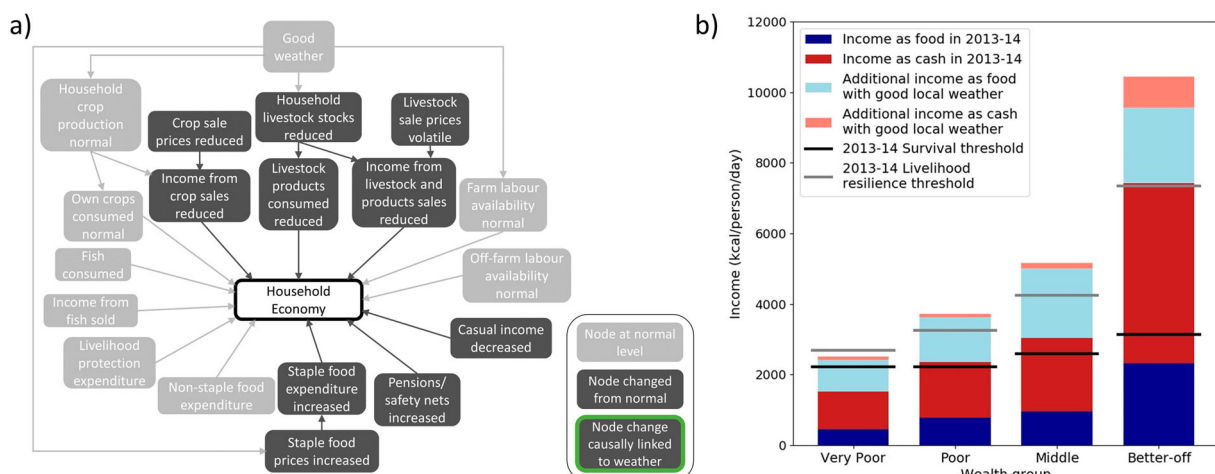 a)
Good
weather
Household
crop
production
normal
Crop sale
prices reduced
Household
livestock stocks
reduced
Livestock
sale prices
volatile
Income from
crop sales
reduced
Livestock
products
consumed
reduced
Income from
livestock and
products sales
reduced
Farm labour
availability
normal
Own crops
consumed
normal
Fish
consumed
Off-farm labour
availability
normal
Household
Economy
Income from
fish sold
Casual income
decreased
Livelihood
protection
expenditure
Non-staple food
expenditure
Staple food
expenditure
increased
Pensions/
safety nets
increased
Staple food
prices increased
Node at normal
level
Node changed
from normal
Node change
causally linked
to weather
b)
12000
10000
8000
6000
4000
2000
0
Income (kcal/person/day)
Income as food in 2013-14
Income as cash in 2013-14
Additional income as food
with good local weather
Additional income as cash
with good local weather
2013-14 Survival threshold
2013-14 Livelihood
resilience threshold
Very Poor
Poor
Middle
Better-off
Wealth group